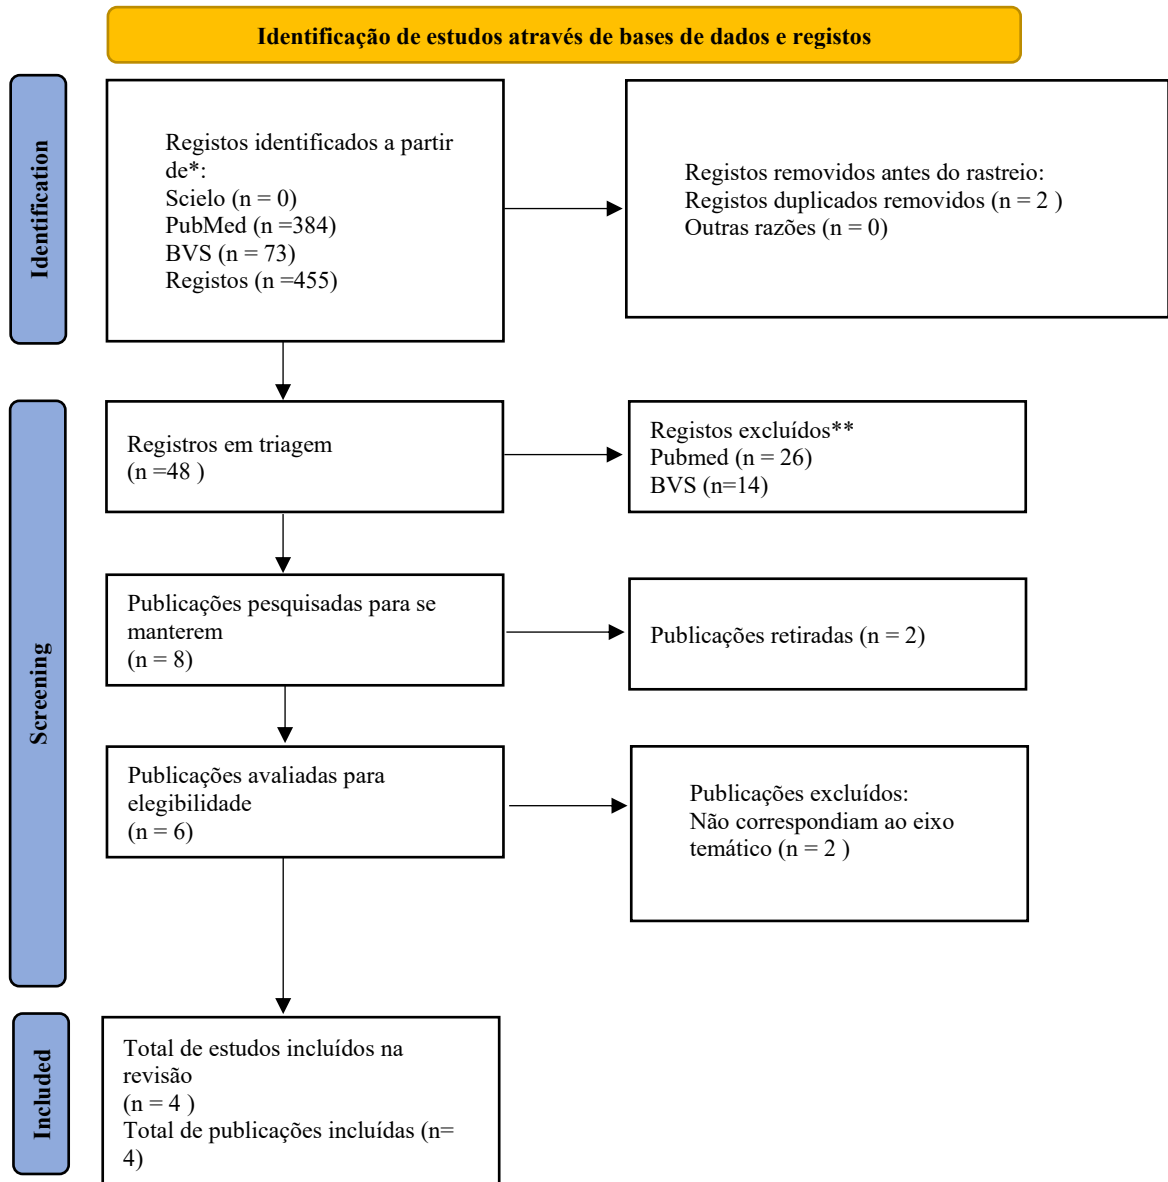 Identificação de estudos através de bases de dados e registos
Identification
Registos identificados a partir
de*:
Scielo (n = 0)
PubMed (n =384)
BVS (n = 73)
Registos (n =455)
Registos removidos antes do rastreio:
Registos duplicados removidos (n = 2 )
Outras razões (n = 0)
Screening
Registros em triagem
(n =48 )
Registos excluídos**
Pubmed (n = 26)
BVS (n=14)
Publicações pesquisadas para se
manterem
(n = 8)
Publicações retiradas (n = 2)
Publicações avaliadas para
elegibilidade
(n = 6)
Publicações excluídos:
Não correspondiam ao eixo
temático (n = 2 )
Included
Total de estudos incluídos na
revisão
(n = 4 )
Total de publicações incluídas (n=
4)